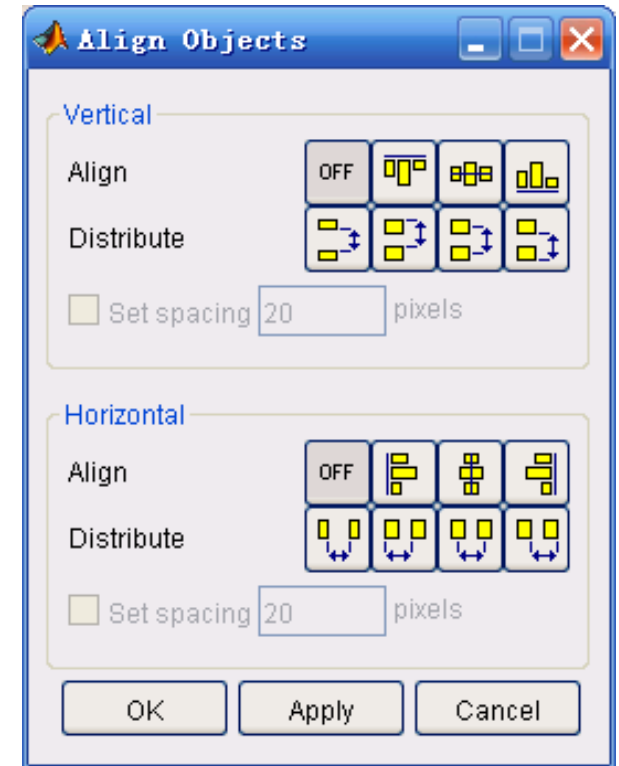 Align Objects
Vertical
Align OFF
Distribute
Set spacing 20 pixels
Horizontal
Align OFF
Distribute
Set spacing 20 pixels
OK Apply Cancel